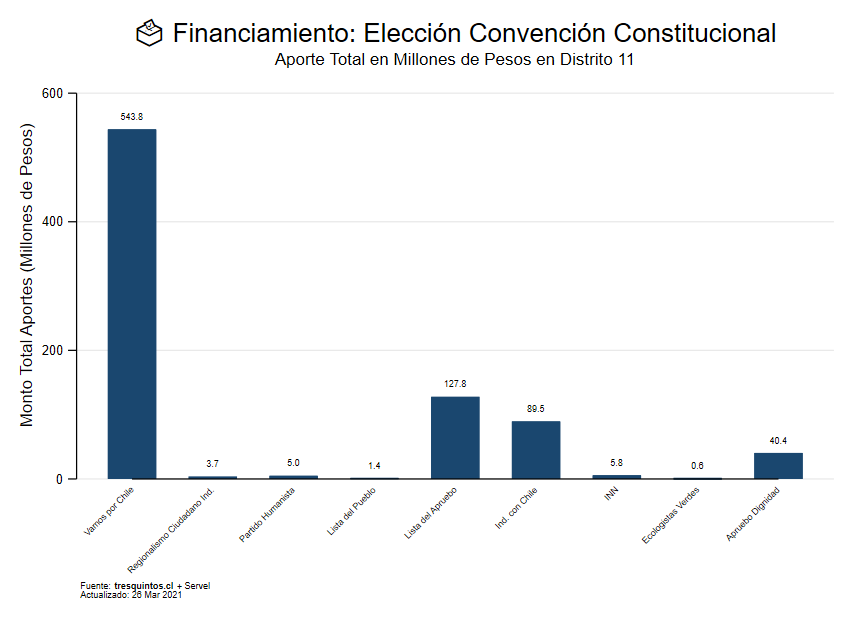 Financiamiento: Elección Convención Constitucional
Aporte Total en Millones de Pesos en Distrito 11
Monto Total Aportes (Millones de Pesos)
600
400
200
0
543.8
3.7
5.0
1.4
127.8
89.5
5.8
0.6
40.4
Vamos por Chile
Regionalismo Ciudadano Ind.
Partido Humanista
Lista del Pueblo
Lista del Apruebo
Ind. con Chile
INN
Ecologistas Verdes
Apruebo Dignidad
Fuente: tresquintos.cl + Servel
Actualizado: 26 Mar 2021